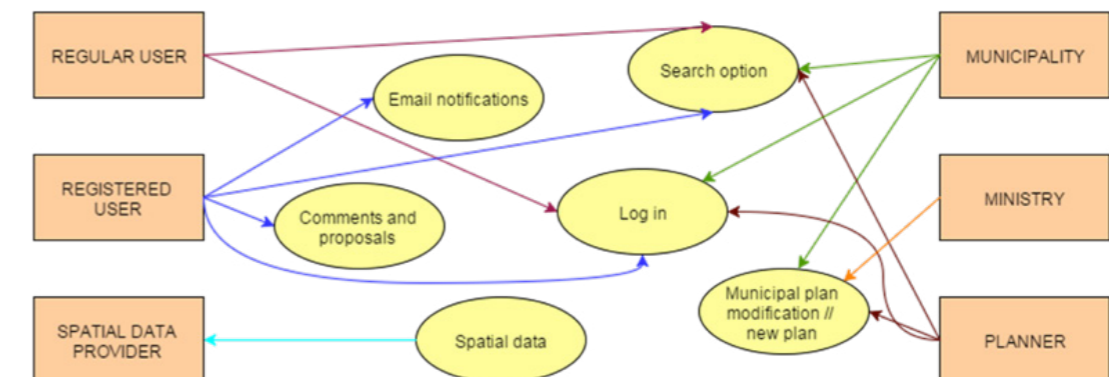 REGULAR USER
Search option
MUNICIPALITY
Email notifications
REGISTERED
USER
Comments and
proposals
Log in
MINISTRY
SPATIAL DATA
PROVIDER
Spatial data
Municipal plan
modification //
new plan
PLANNER